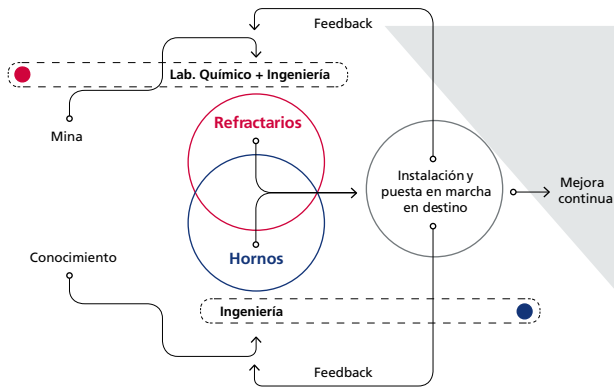 Feedback
Lab. Químico + Ingeniería
Mina
Refractarios
Instalación y
puesta en marcha
en destino
Mejora
continua
Conocimiento
Hornos
Ingeniería
Feedback